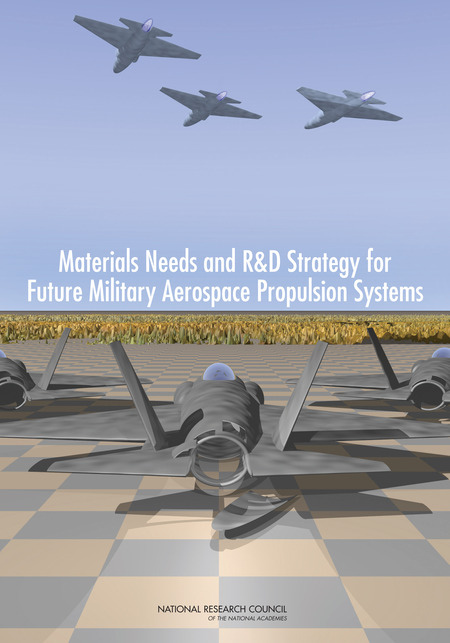 Materials Needs and R&D Strategy for
Future Military Aerospace Propulsion Systems
NATIONAL RESEARCH COUNCIL
OF THE NATIONAL ACADEMIES